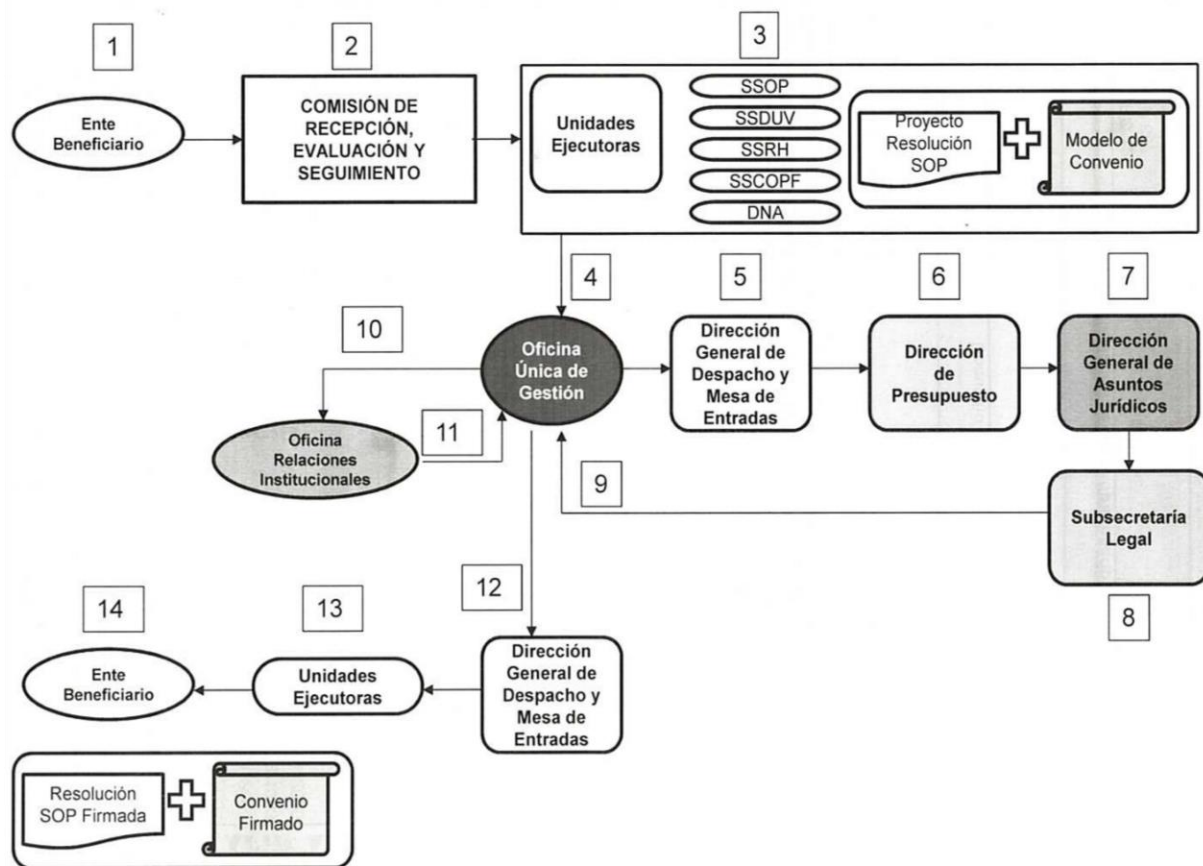 1
2
3
Ente
Beneficiario
COMISIÓN DE
RECEPCIÓN,
EVALUACIÓN Y
SEGUIMIENTO
Unidades
Ejecutoras
SSOP
SSDUV
SSRH
SSCOPF
DNA
Proyecto
Resolución
SOP
Modelo de
Convenio
4
5
6
7
10
Oficina
Única de
Gestión
Dirección
General de
Despacho y
Mesa de
Entradas
Dirección
de
Presupuesto
Dirección
General de
Asuntos
Jurídicos
Oficina
Relaciones
Institucionales
11
9
Subsecretaría
Legal
8
12
14
13
Ente
Beneficiario
Unidades
Ejecutoras
Dirección
General de
Despacho y
Mesa de
Entradas
Resolución
SOP Firmada
Convenio
Firmado